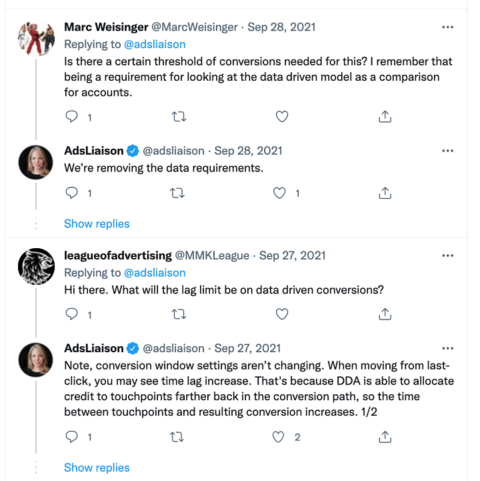 Marc Weisinger @MarcWeisinger · Sep 28, 2021
Replying to @adsliaison
Is there a certain threshold of conversions needed for this? I remember that
being a requirement for looking at the data driven model as a comparison
for accounts.
1
AdsLiaison @adsliaison · Sep 28, 2021
We're removing the data requirements.
1 1
Show replies
leagueofadvertising @MMKLeague · Sep 27, 2021
Replying to @adsliaison
Hi there. What will the lag limit be on data driven conversions?
1
AdsLiaison @adsliaison · Sep 27, 2021
Note, conversion window settings aren't changing. When moving from last-
click, you may see time lag increase. That's because DDA is able to allocate
credit to touchpoints farther back in the conversion path, so the time
between touchpoints and resulting conversion increases. 1/2
1 2
Show replies